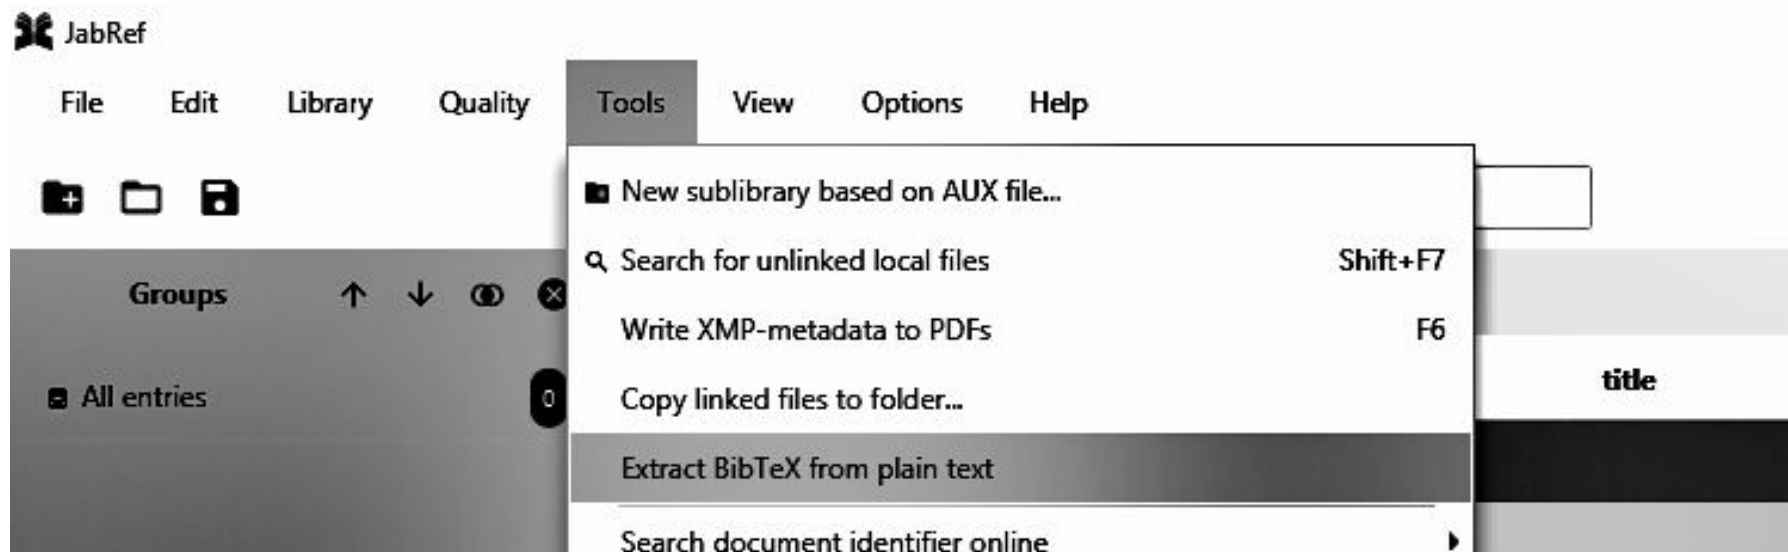 JabRef
File Edit Library Quality Tools View Options Help
New sublibrary based on AUX file...
Search for unlinked local files Shift+F7
Groups
Write XMP-metadata to PDFs F6
title
All entries 0
Copy linked files to folder...
Extract BibTeX from plain text
Search document identifier online